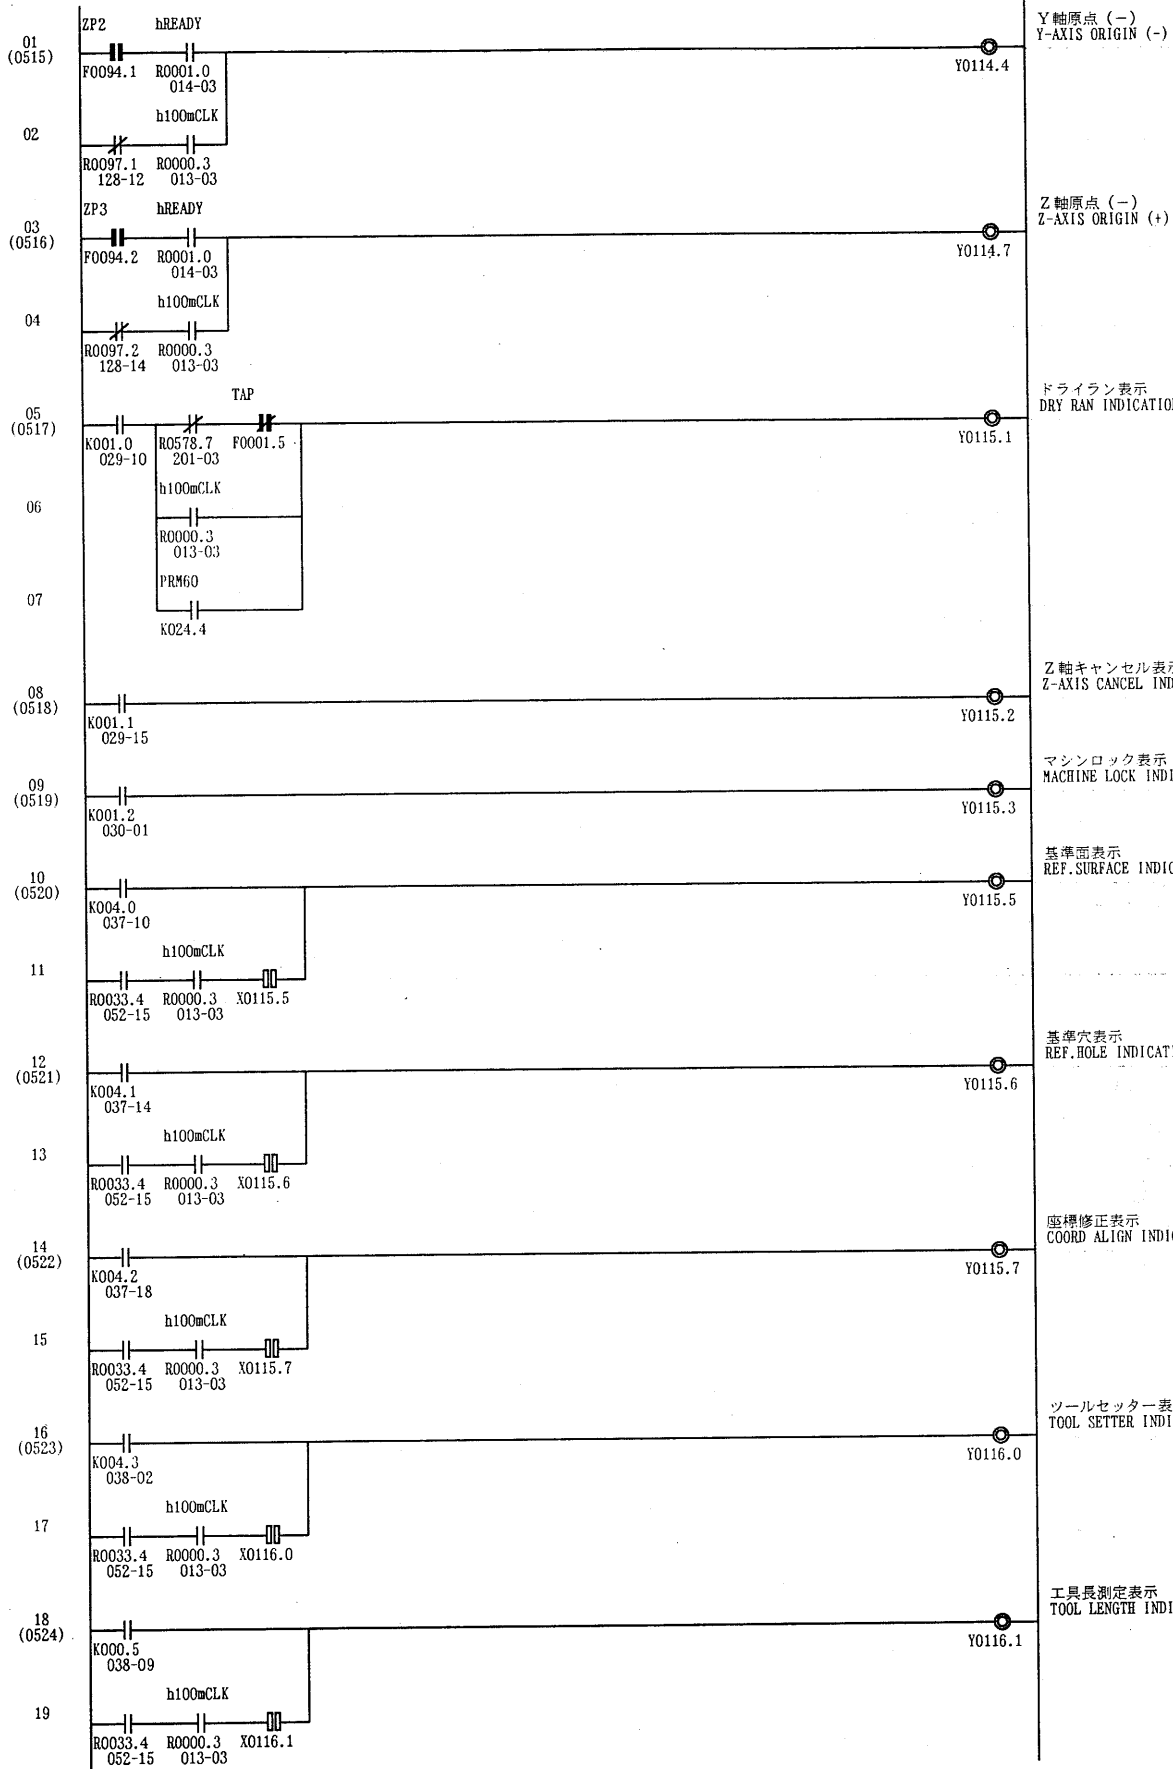 ZP2 hREADY
Y軸原点 (−)
Y-AXIS ORIGIN (-)
01
(0515)
F0094.1 R0001.0
014-03
Y0114.4
h100mCLK
02
R0097.1 R0000.3
128-12 013-03
ZP3 hREADY
Z軸原点 (−)
Z-AXIS ORIGIN (+)
03
(0516)
F0094.2 R0001.0
014-03
Y0114.7
h100mCLK
04
R0097.2 R0000.3
128-14 013-03
TAP
ドライラン表示
DRY RAN INDICATIO
05
(0517)
K001.0 R0578.7 F0001.5
029-10 201-03
Y0115.1
h100mCLK
06
R0000.3
013-03
PRM60
07
K024.4
Z軸キャンセル表示
Z-AXIS CANCEL IND
08
(0518)
K001.1
029-15
Y0115.2
マシンロック表示
MACHINE LOCK INDI
09
(0519)
K001.2
030-01
Y0115.3
基準面表示
REF.SURFACE INDIC
10
(0520)
K004.0
037-10
Y0115.5
h100mCLK
11
R0033.4 R0000.3 X0115.5
052-15 013-03
基準穴表示
REF.HOLE INDICAT
12
(0521)
K004.1
037-14
Y0115.6
h100mCLK
13
R0033.4 R0000.3 X0115.6
052-15 013-03
座標修正表示
COORD ALIGN INDI
14
(0522)
K004.2
037-18
Y0115.7
h100mCLK
15
R0033.4 R0000.3 X0115.7
052-15 013-03
ツールセッター表
TOOL SETTER INDI
16
(0523)
K004.3
038-02
Y0116.0
h100mCLK
17
R0033.4 R0000.3 X0116.0
052-15 013-03
工具長測定表示
TOOL LENGTH INDI
18
(0524)
K000.5
038-09
Y0116.1
h100mCLK
19
R0033.4 R0000.3 X0116.1
052-15 013-03